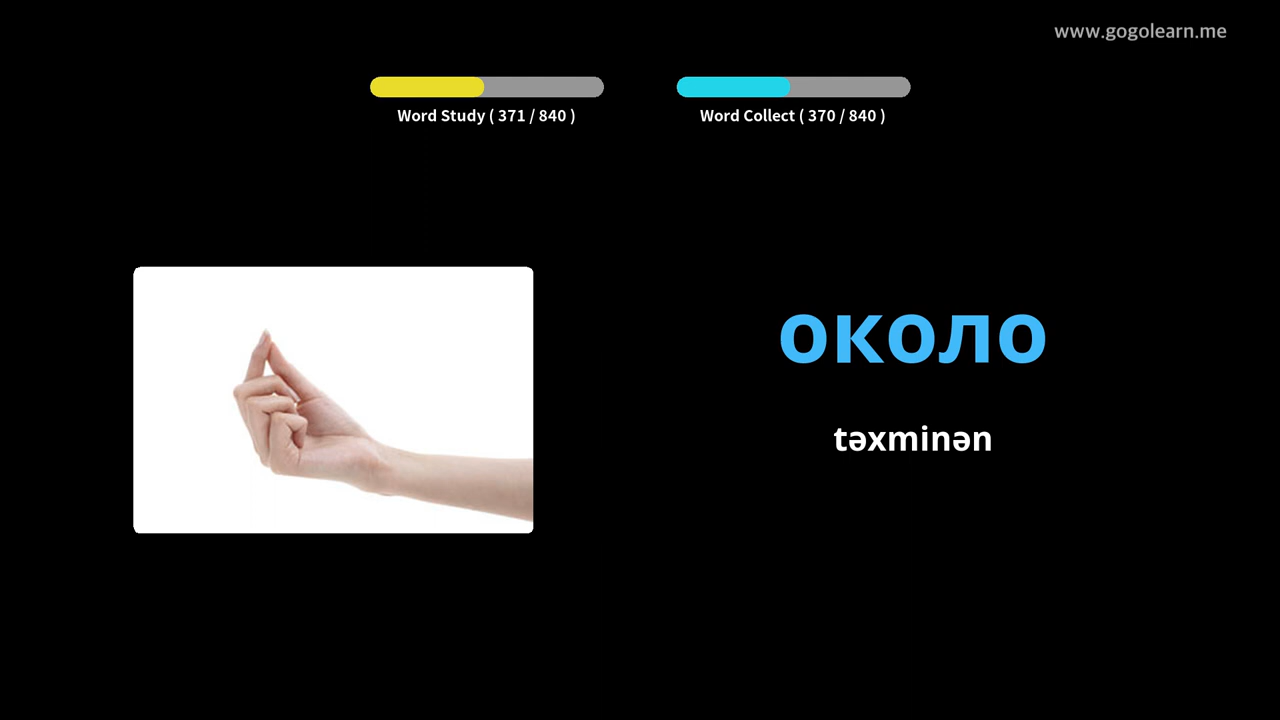 www.gogolearn.me
Word Study ( 371 / 840 )
Word Collect ( 370 / 840 )
около
təxminən